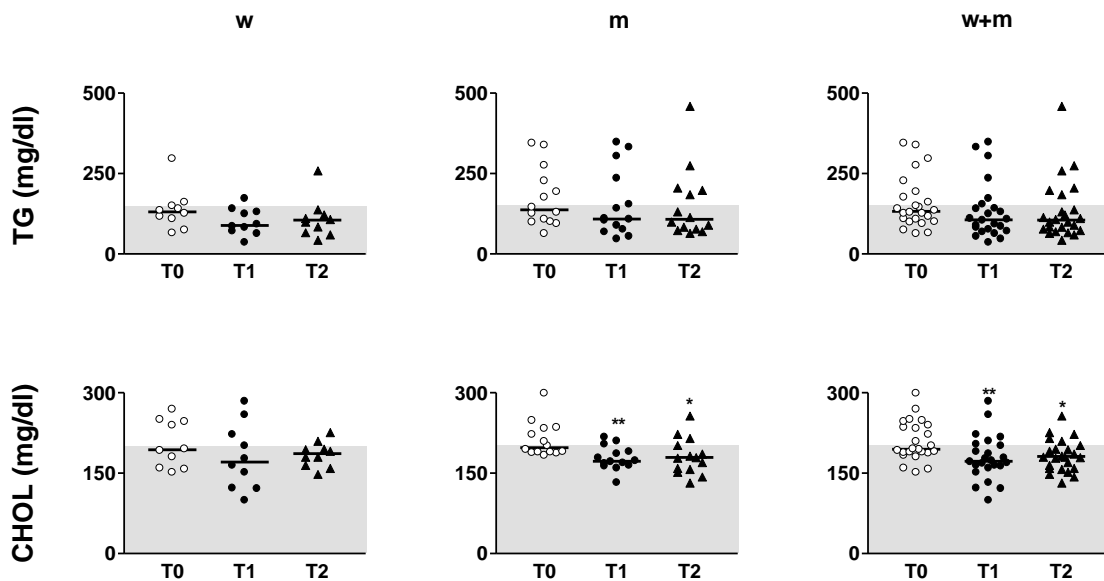 w m w+m
TG (mg/dl)
500 500 500
250 250 250
0 0 0
T0 T1 T2 T0 T1 T2 T0 T1 T2
CHOL (mg/dl)
300 300 300
** * ** *
150 150 150
0 0 0
T0 T1 T2 T0 T1 T2 T0 T1 T2